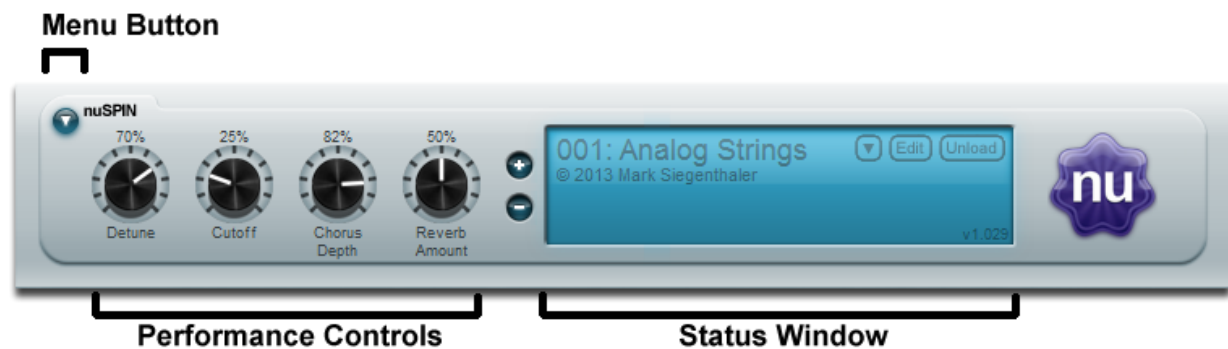 Menu Button
nuSPIN
70% 25% 82% 50%
Detune Cutoff Chorus Depth Reverb Amount
001: Analog Strings Edit Unload
© 2013 Mark Siegenthaler
v1.029
nu
Performance Controls Status Window